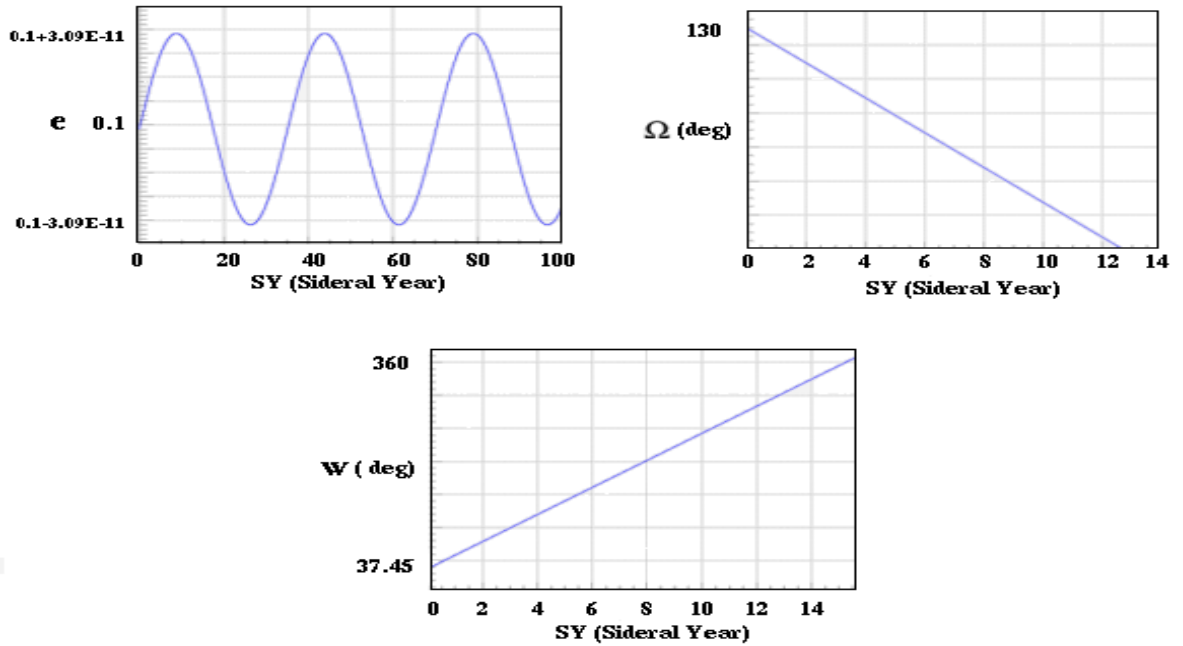 0.1+3.09E-11
e 0.1
0.1-3.09E-11
0 20 40 60 80 100
SY (Sideral Year)
130
Ω (deg)
0 2 4 6 8 10 12 14
SY (Sideral Year)
360
W ( deg)
37.45
0 2 4 6 8 10 12 14
SY (Sideral Year)